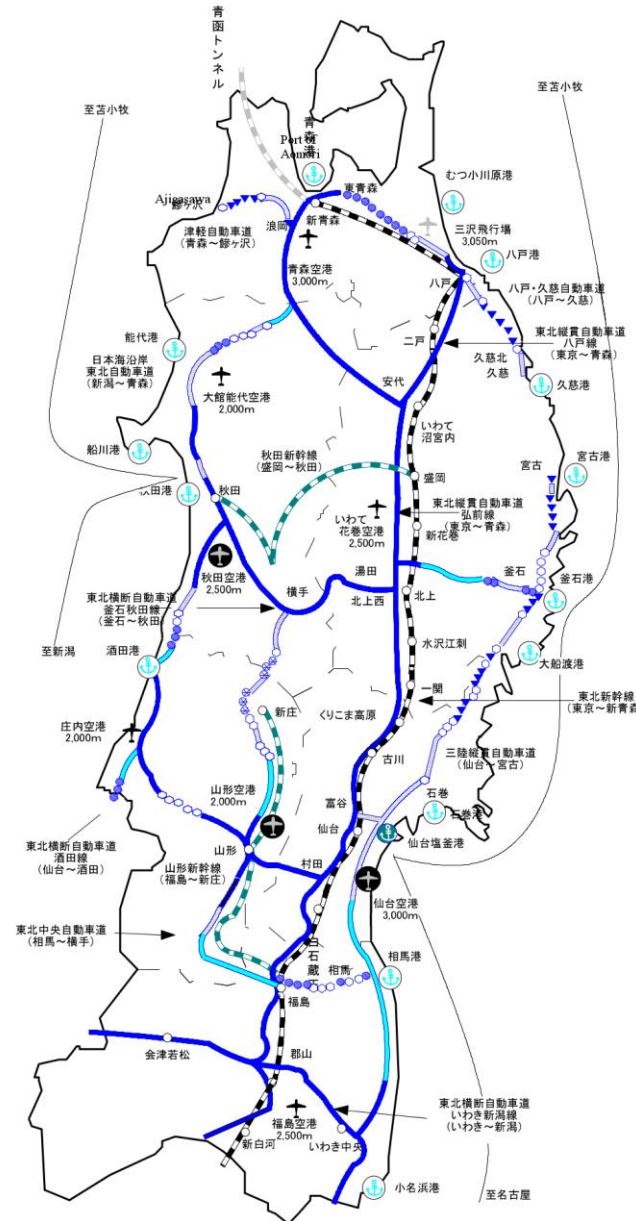 青函トンネル
至苫小牧
至苫小牧
青森港
Port of
Aomori
むつ小川原港
東青森
Ajigasawa
鰺ヶ沢
新青森
津軽自動車道
(青森~鰺ヶ沢)
浪岡
三沢飛行場
3,050m
八戸港
青森空港
3,000m
八戸
八戸・久慈自動車道
(八戸~久慈)
能代港
二戸
東北縦貫自動車道
八戸線
(東京~青森)
日本海沿岸
東北自動車道
(新潟~青森)
久慈北
久慈
大館能代空港
2,000m
安代
久慈港
いわて
沼宮内
船川港
秋田新幹線
(盛岡~秋田)
宮古
宮古港
盛岡
秋田
秋田港
東北縦貫自動車道
弘前線
(東京~青森)
いわて
花巻空港
2,500m
新花巻
秋田空港
2,500m
湯田
釜石
東北横断自動車道
釜石秋田線
(釜石~秋田)
横手
北上西
北上
釜石港
至新潟
酒田港
水沢江刺
大船渡港
一関
新庄
くりこま高原
東北新幹線
(東京~新青森
庄内空港
2,000m
古川
三陸縦貫自動車道
(仙台~宮古)
山形空港
2,000m
富谷
石巻
石巻港
仙台
仙台塩釜港
東北横断自動車道
酒田線
(仙台~酒田)
山形
村田
山形新幹線
(福島~新庄)
仙台空港
3,000m
東北中央自動車道
(相馬~横手)
白石蔵王
相馬
相馬港
福島
会津若松
郡山
東北横断自動車道
いわき新潟線
(いわき~新潟)
福島空港
2,500m
新白河
いわき中央
小名浜港
至名古屋